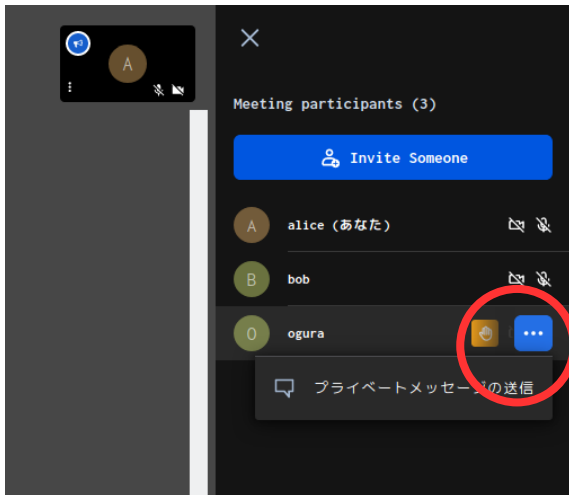 A
Meeting participants (3)
Invite Someone
A alice (あなた)
B bob
O ogura
プライベートメッセージの送信